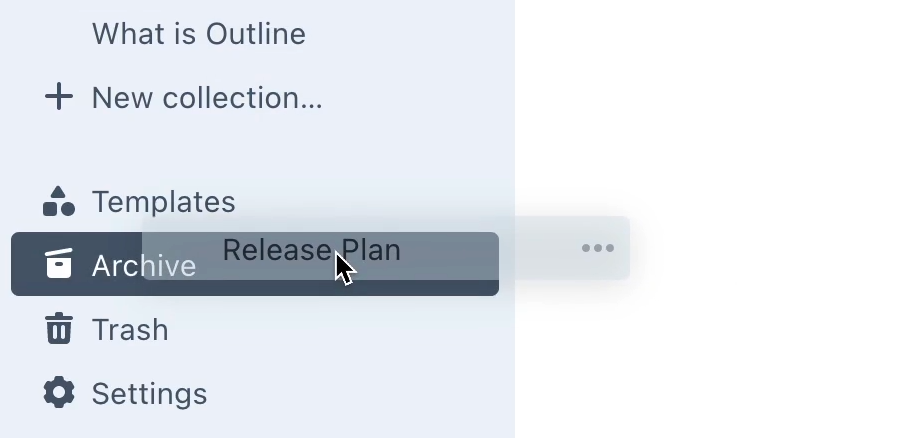 What is Outline
New collection...
Templates
Release Plan
Archive
Trash
Settings